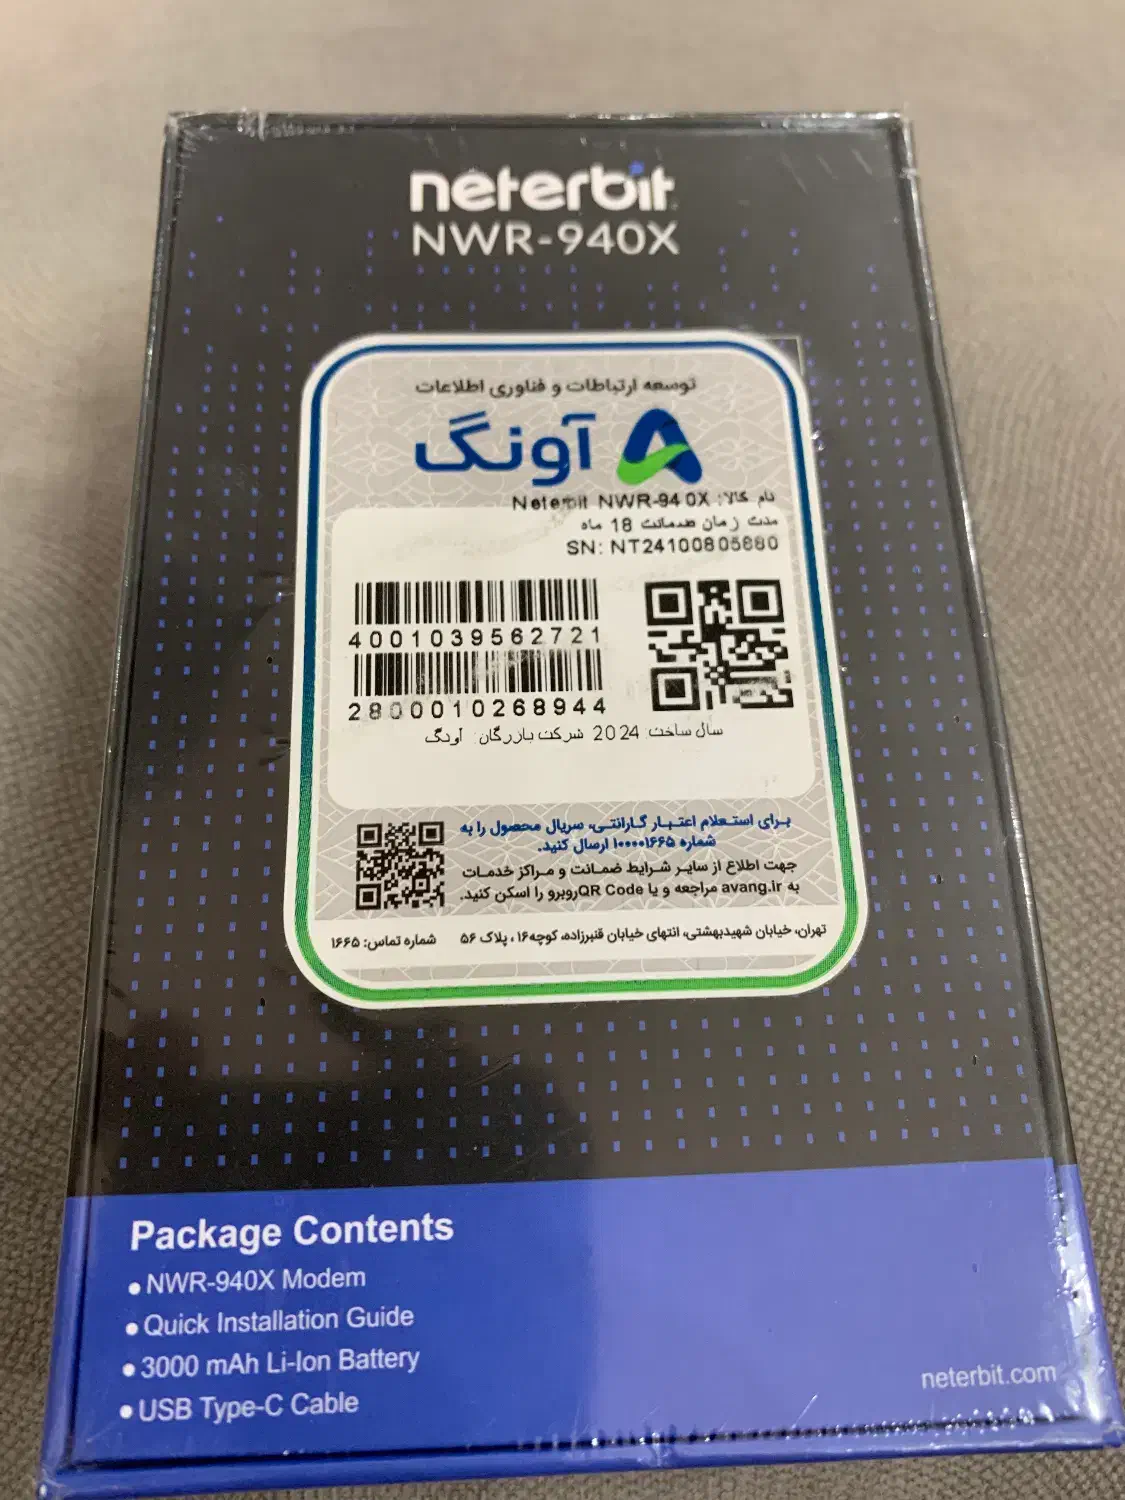 neterbit
NWR-940X
توسعه ارتباطات و فناوری اطلاعات
آونگ
نام کالا: Neterbit NWR-940X
مدت زمان ضمانت 18 ماه
SN: NT24100805880
4001039562721
2800010268944
سال ساخت: 2024 شرکت بازرگان: آونگ
برای استعلام اعتبار گارانتی، سریال محصول را به
شماره ۱۰۰۰۰۱۶۶۵ ارسال کنید.
جهت اطلاع از سایر شرایط ضمانت و مراکز خدمات
به avang.ir مراجعه و یا QR Code روبرو را اسکن کنید.
تهران، خیابان شهیدبهشتی، انتهای خیابان قنبرزاده، کوچه۱۶، پلاک ۵۶
شماره تماس: ۱۶۶۵
Package Contents
• NWR-940X Modem
• Quick Installation Guide
• 3000 mAh Li-Ion Battery
• USB Type-C Cable
neterbit.com